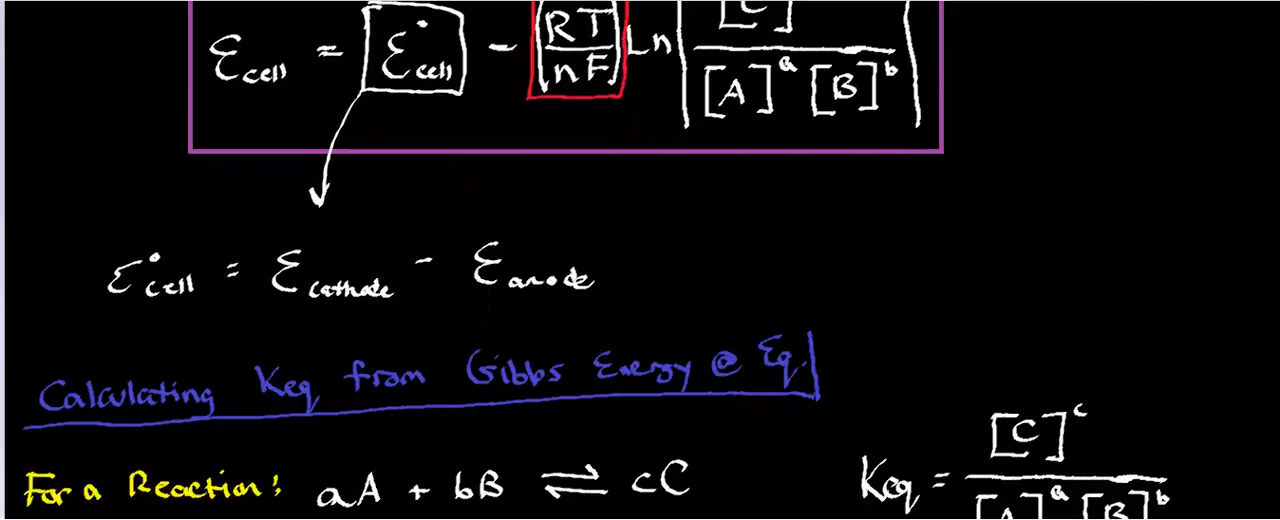 Ɛcell = Ɛ°cell - (RT/nF) Ln([C] / [A]^a [B]^b)
Ɛ°cell = Ɛcathode - Ɛanode
Calculating Keq from Gibbs Energy @ Eq.
For a Reaction: aA + bB ⇌ cC
Keq = [C]^c / [A]^a [B]^b